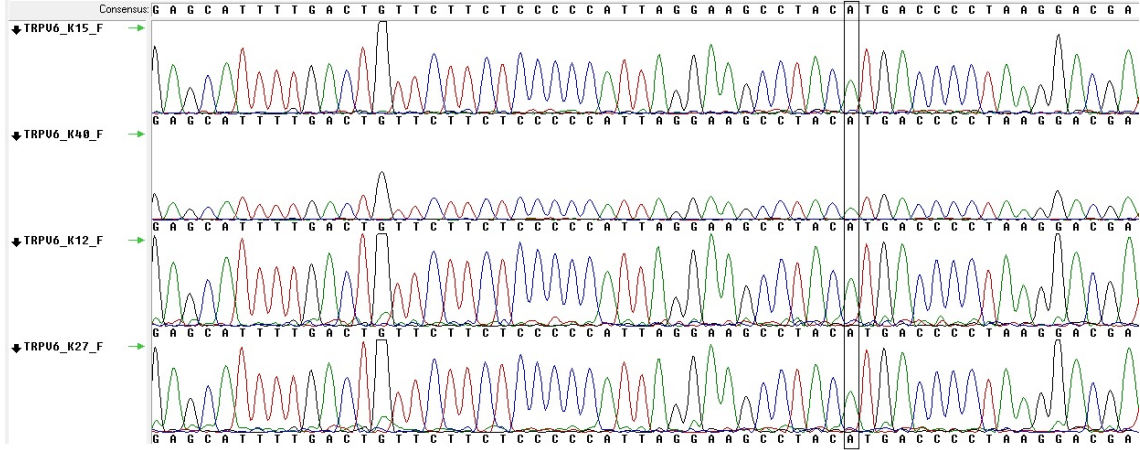 Consensus: G A G C A T T T T G A C T G T T C T T C T C C C C C A T T A G G A A G C C T A C A T G A C C C C T A A G G A C G A
TRPV6_K15_F
G A G C A T T T T G A C T G T T C T T C T C C C C C A T T A G G A A G C C T A C A T G A C C C C T A A G G A C G A
TRPV6_K40_F
G A G C A T T T T G A C T G T T C T T C T C C C C C A T T A G G A A G C C T A C A T G A C C C C T A A G G A C G A
TRPV6_K12_F
G A G C A T T T T G A C T G T T C T T C T C C C C C A T T A G G A A G C C T A C A T G A C C C C T A A G G A C G A
TRPV6_K27_F
G A G C A T T T T G A C T G T T C T T C T C C C C C A T T A G G A A G C C T A C A T G A C C C C T A A G G A C G A